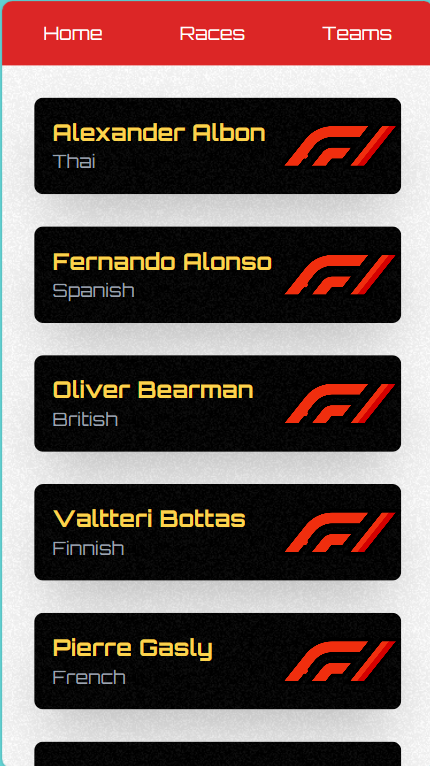 Home Races Teams
Alexander Albon
Thai
Fernando Alonso
Spanish
Oliver Bearman
British
Valtteri Bottas
Finnish
Pierre Gasly
French